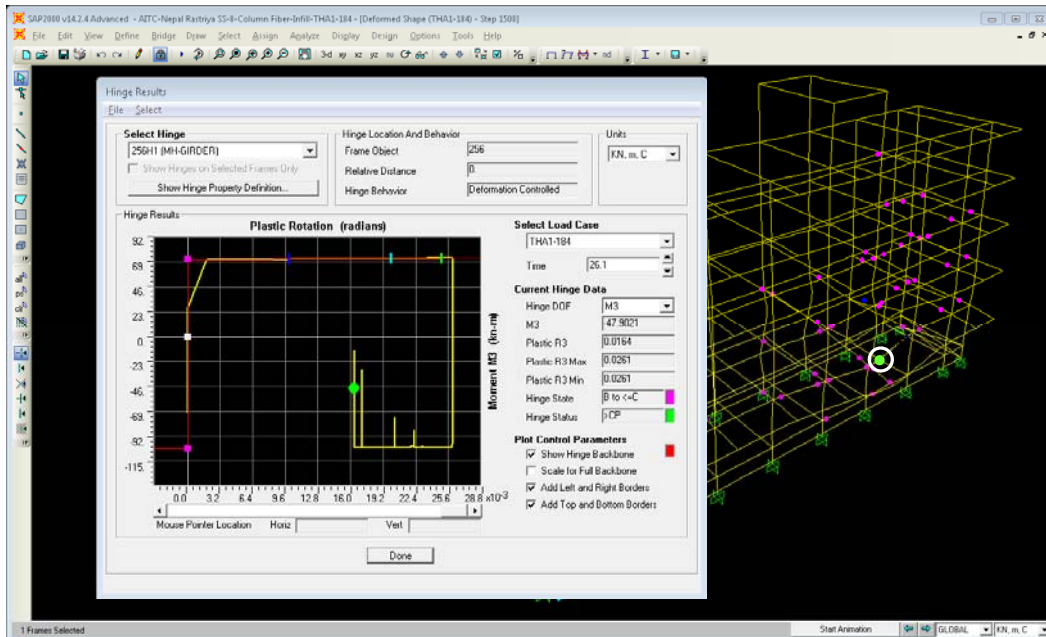 SAP2000 v14.2.4 Advanced - AITC-Nepal Rastriya SS-8-Column Fiber-Infill-THA1-184 - [Deformed Shape (THA1-184) - Step 1508]
File Edit View Define Bridge Draw Select Assign Analyze Display Design Options Tools Help
3-d xy xz yz nv nd
Hinge Results
File Select
Select Hinge
256H1 (MH-GIRDER)
Show Hinges on Selected Frames Only
Show Hinge Property Definition...
Hinge Location And Behavior
Frame Object 256
Relative Distance 0.
Hinge Behavior Deformation Controlled
Units
KN, m, C
Hinge Results
Plastic Rotation (radians)
92.
69.
46.
23.
0
-23.
-46.
-69.
-92.
-115.
0.0 3.2 6.4 9.6 12.8 16.0 19.2 22.4 25.6 28.8 x10-3
Moment M3 (kn-m)
Mouse Pointer Location Horiz Vert
Select Load Case
THA1-184
Time 26.1
Current Hinge Data
Hinge DOF M3
M3 -47.9021
Plastic R3 0.0164
Plastic R3 Max 0.0261
Plastic R3 Min 0.0261
Hinge State B to <=C
Hinge Status >CP
Plot Control Parameters
Show Hinge Backbone
Scale for Full Backbone
Add Left and Right Borders
Add Top and Bottom Borders
Done
1 Frames Selected
Start Animation
GLOBAL
KN, m, C